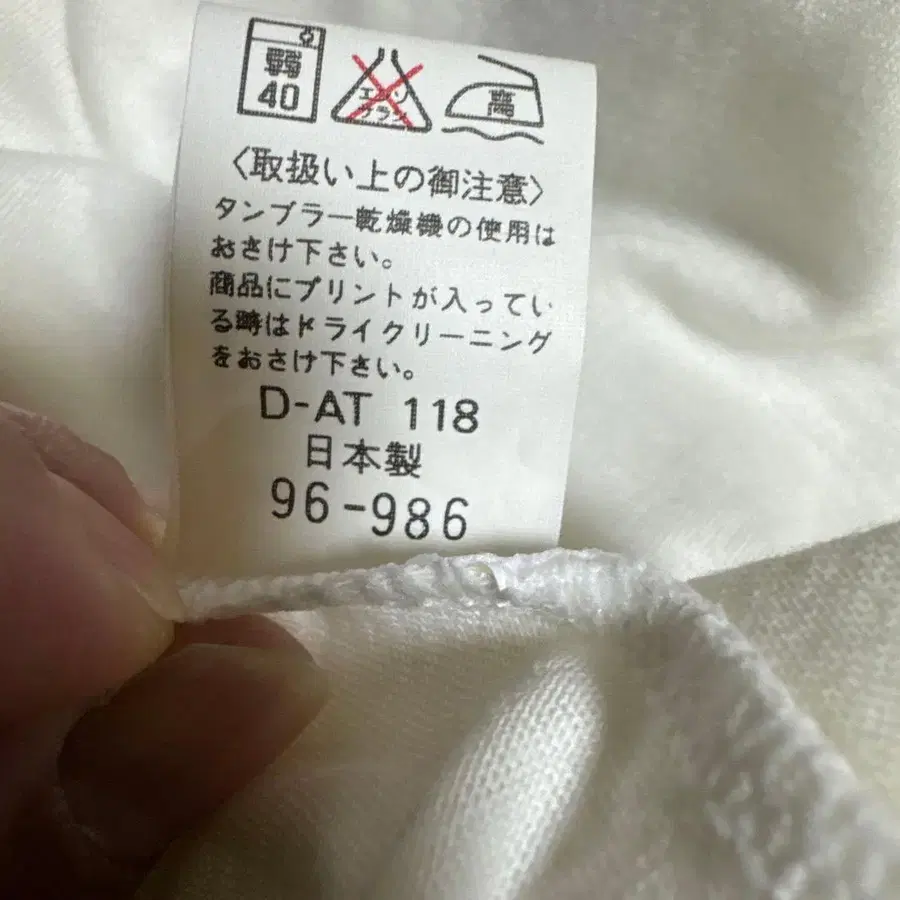 弱
40
エンソ
サラシ
高
〈取扱い上の御注意〉
タンブラー乾燥機の使用は
おさけ下さい。
商品にプリントが入ってい
る時はドライクリーニング
をおさけ下さい。
D-AT 118
日本製
96-986